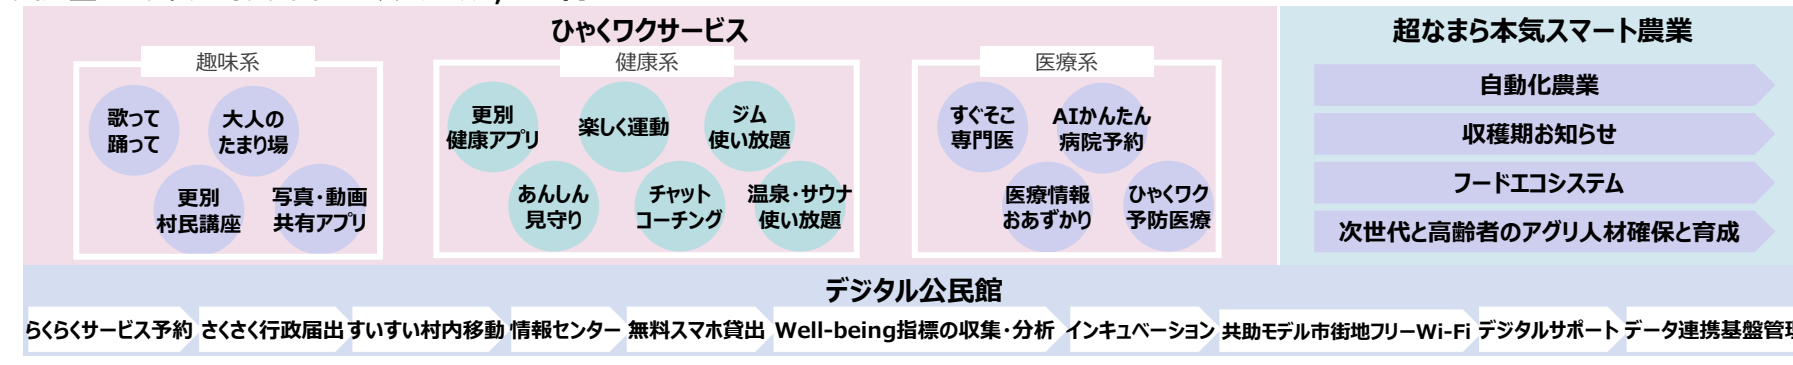 ひゃくワクサービス
趣味系
歌って
踊って
大人の
たまり場
更別
村民講座
写真・動画
共有アプリ
健康系
更別
健康アプリ
楽しく運動
ジム
使い放題
あんしん
見守り
チャット
コーチング
温泉・サウナ
使い放題
医療系
すぐそこ
専門医
AIかんたん
病院予約
医療情報
おあずかり
ひゃくワク
予防医療
超なまら本気スマート農業
自動化農業
収穫期お知らせ
フードエコシステム
次世代と高齢者のアグリ人材確保と育成
デジタル公民館
らくらくサービス予約
さくさく行政届出
すいすい村内移動
情報センター
無料スマホ貸出
Well-being指標の収集・分析
インキュベーション
共助モデル市街地フリーWi-Fi
デジタルサポート
データ連携基盤管理